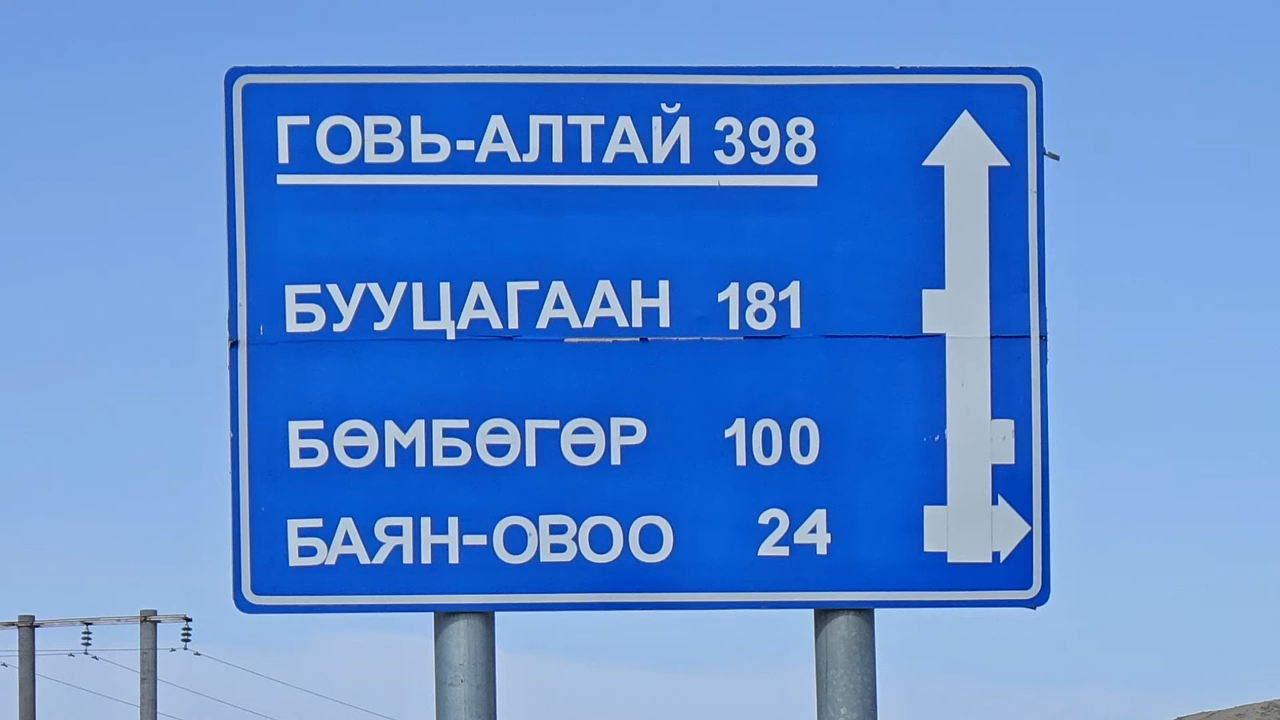 ГОВЬ-АЛТАЙ 398
БУУЦАГААН 181
БӨМБӨГӨР 100
БАЯН-ОВОО 24